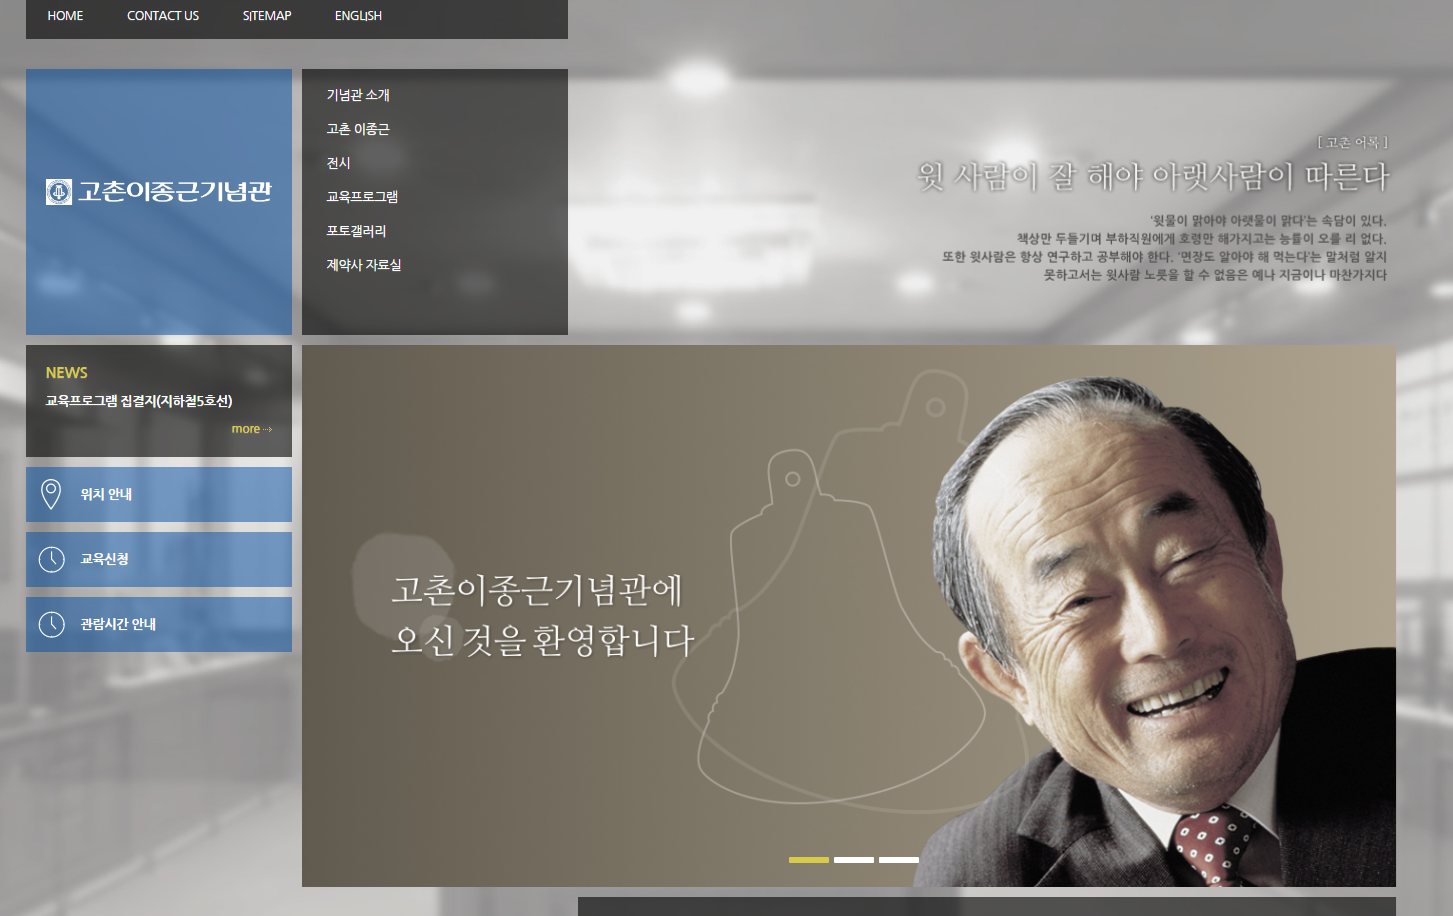 HOME CONTACT US SITEMAP ENGLISH
고촌이종근기념관
기념관 소개
고촌 이종근
전시
교육프로그램
포토갤러리
제약사 자료실
[ 고촌 어록 ]
윗 사람이 잘 해야 아랫사람이 따른다
'윗물이 맑아야 아랫물이 맑다'는 속담이 있다.
책상만 두들기며 부하직원에게 호령만 해가지고는 능률이 오를 리 없다.
또한 윗사람은 항상 연구하고 공부해야 한다. '면장도 알아야 해 먹는다'는 말처럼 알지
못하고서는 윗사람 노릇을 할 수 없음은 예나 지금이나 마찬가지다
NEWS
교육프로그램 집결지(지하철5호선)
more
위치 안내
교육신청
관람시간 안내
고촌이종근기념관에
오신 것을 환영합니다